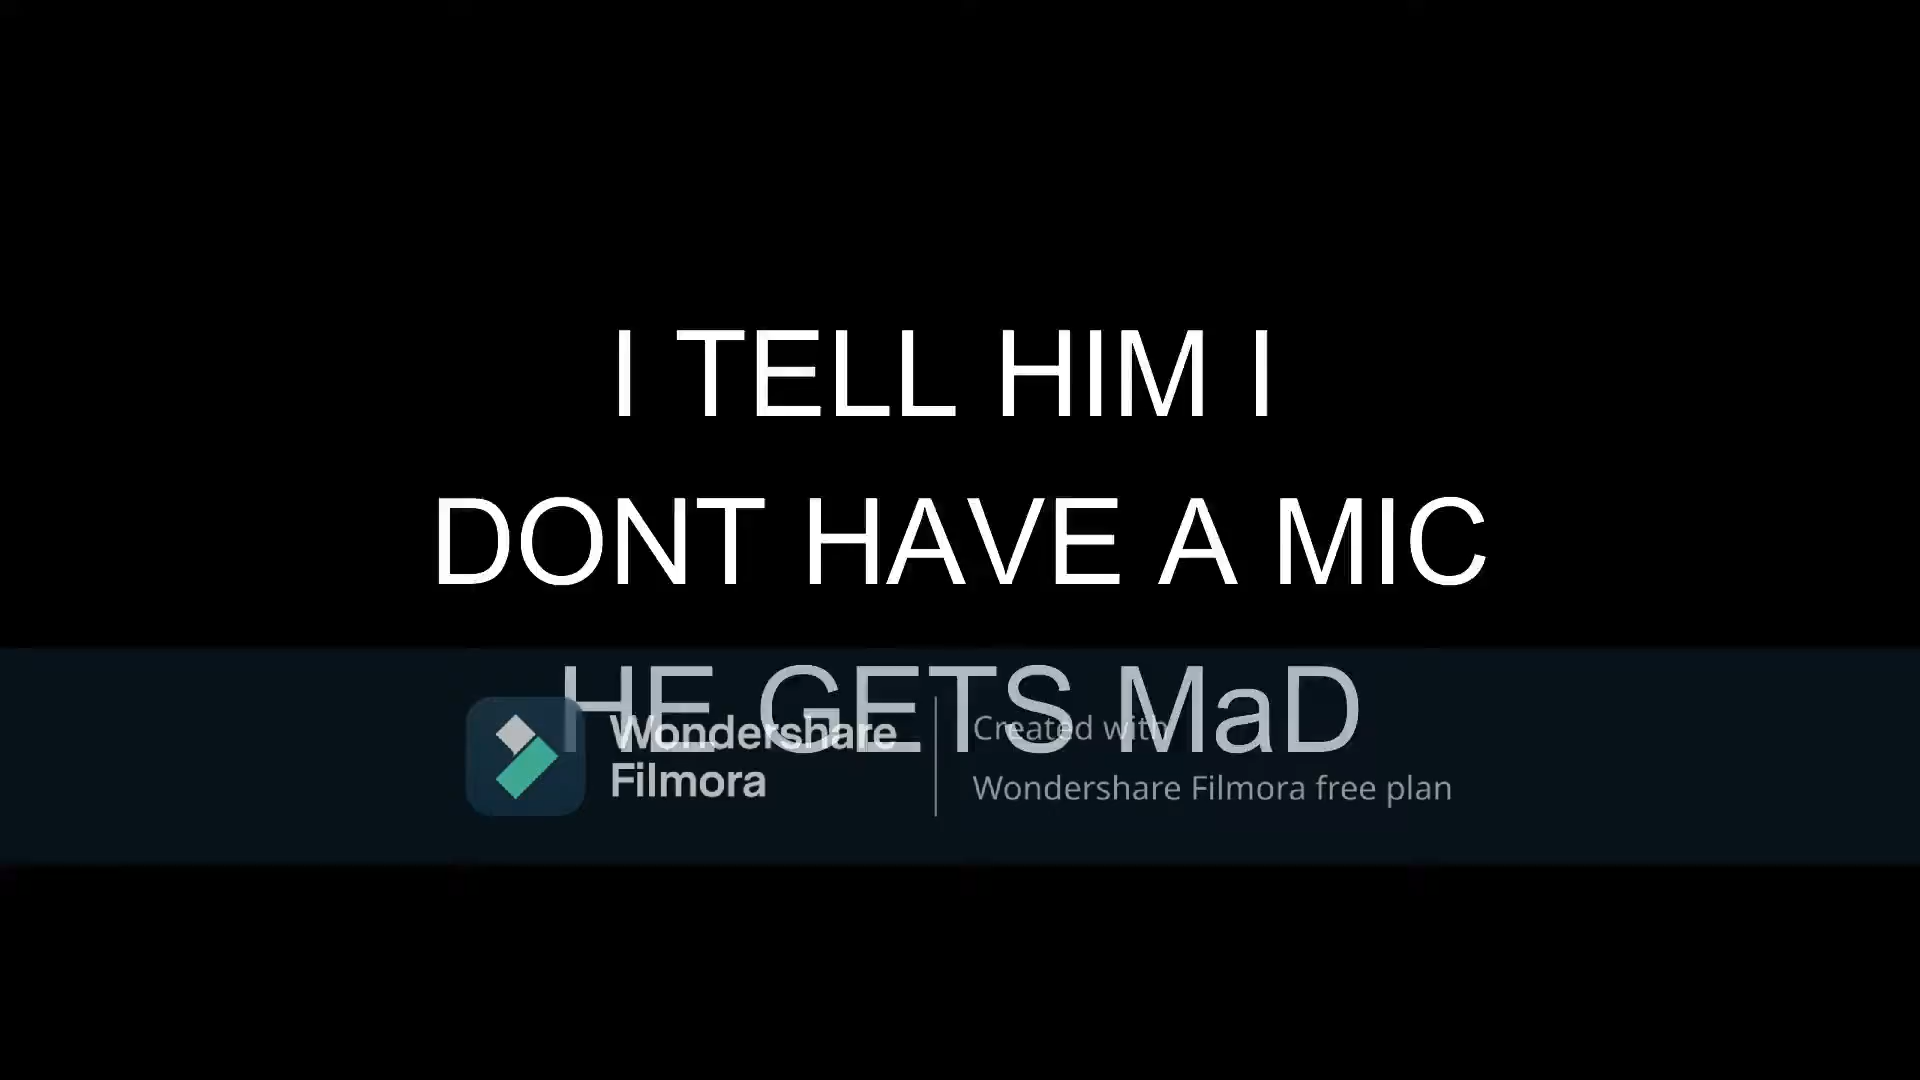 I TELL HIM I
DONT HAVE A MIC
HE GETS MaD
Wondershare
Filmora
Created with
Wondershare Filmora free plan